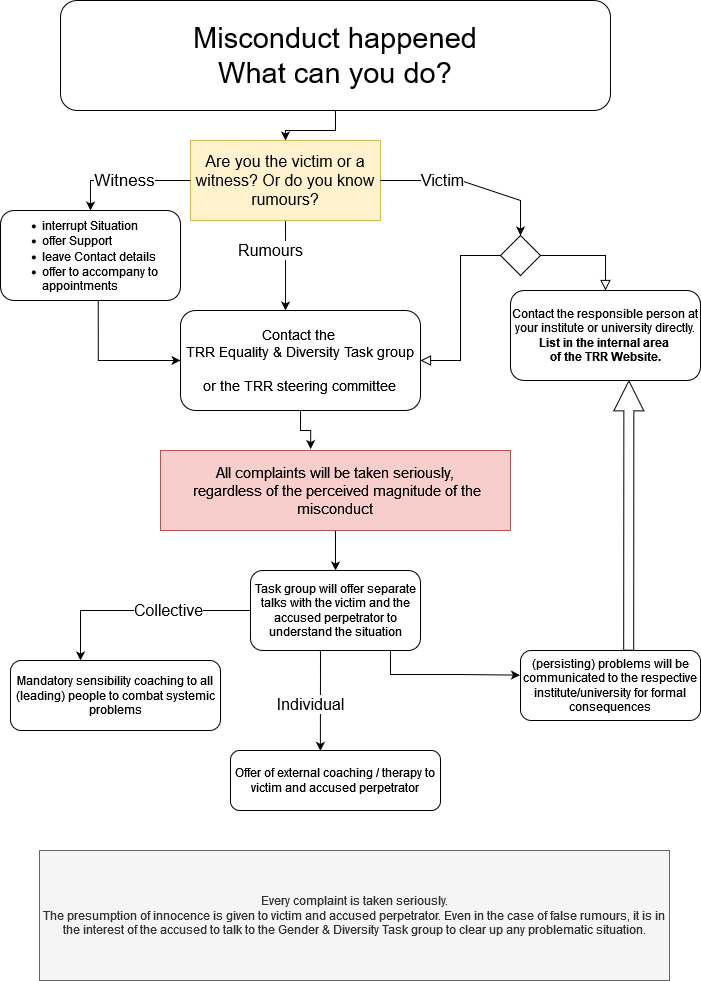 Misconduct happened
What can you do?
Are you the victim or a
witness? Or do you know
rumours?
Witness
Victim
interrupt Situation
offer Support
leave Contact details
offer to accompany to
appointments
Rumours
Contact the
TRR Equality & Diversity Task group
or the TRR steering committee
Contact the responsible person at
your institute or university directly.
List in the internal area
of the TRR Website.
All complaints will be taken seriously,
regardless of the perceived magnitude of the
misconduct
Task group will offer separate
talks with the victim and the
accused perpetrator to
understand the situation
Collective
Mandatory sensibility coaching to all
(leading) people to combat systemic
problems
Individual
(persisting) problems will be
communicated to the respective
institute/university for formal
consequences
Offer of external coaching / therapy to
victim and accused perpetrator
Every complaint is taken seriously.
The presumption of innocence is given to victim and accused perpetrator. Even in the case of false rumours, it is in
the interest of the accused to talk to the Gender & Diversity Task group to clear up any problematic situation.